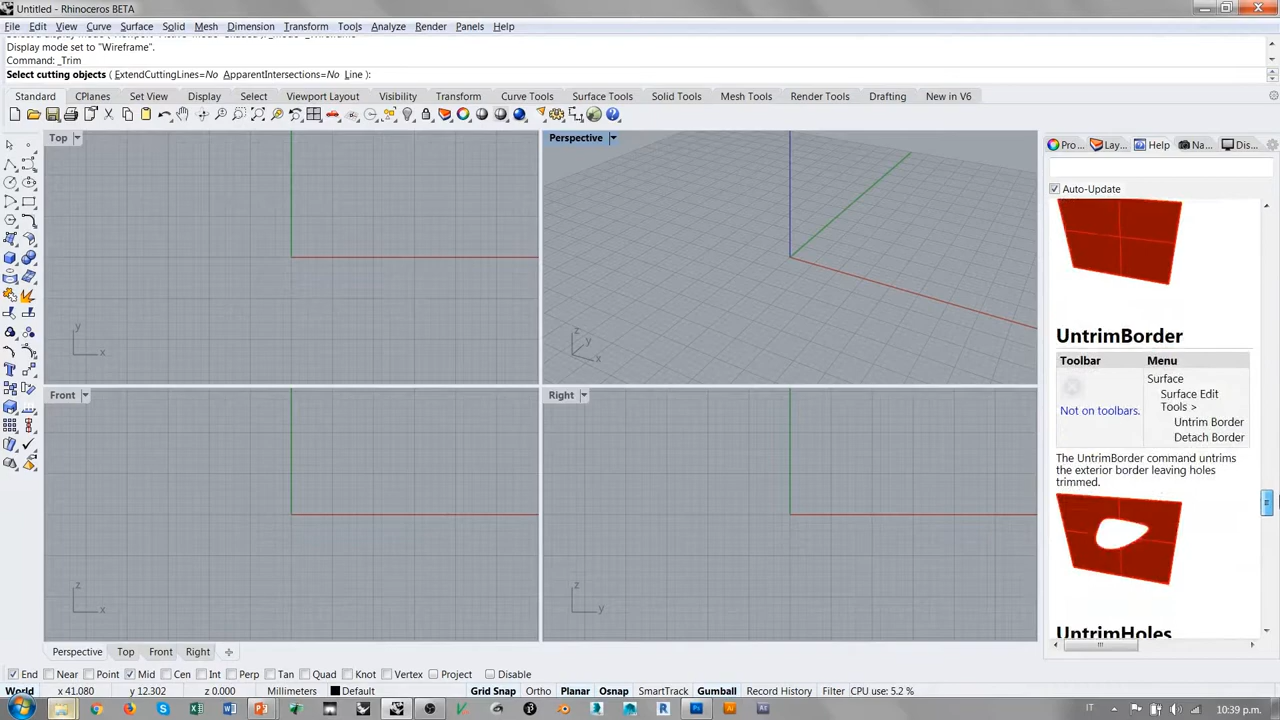 Untitled - Rhinoceros BETA
File Edit View Curve Surface Solid Mesh Dimension Transform Tools Analyze Render Panels Help
Display mode set to "Wireframe".
Command: _Trim
Select cutting objects ( ExtendCuttingLines=No ApparentIntersections=No Line ):
Standard CPlanes Set View Display Select Viewport Layout Visibility Transform Curve Tools Surface Tools Solid Tools Mesh Tools Render Tools Drafting New in V6
Top
Perspective
Pro... Lay... Help Na... Dis...
Auto-Update
UntrimBorder
Toolbar Menu
Not on toolbars.
Surface
Surface Edit
Tools >
Untrim Border
Detach Border
The UntrimBorder command untrims
the exterior border leaving holes
trimmed.
UntrimHoles
y
x
z
y
x
Front
Right
z
x
z
y
Perspective Top Front Right
End Near Point Mid Cen Int Perp Tan Quad Knot Vertex Project Disable
World x 41.080 y 12.302 z 0.000 Millimeters Default Grid Snap Ortho Planar Osnap SmartTrack Gumball Record History Filter CPU use: 5.2 %
IT 10:39 p.m.